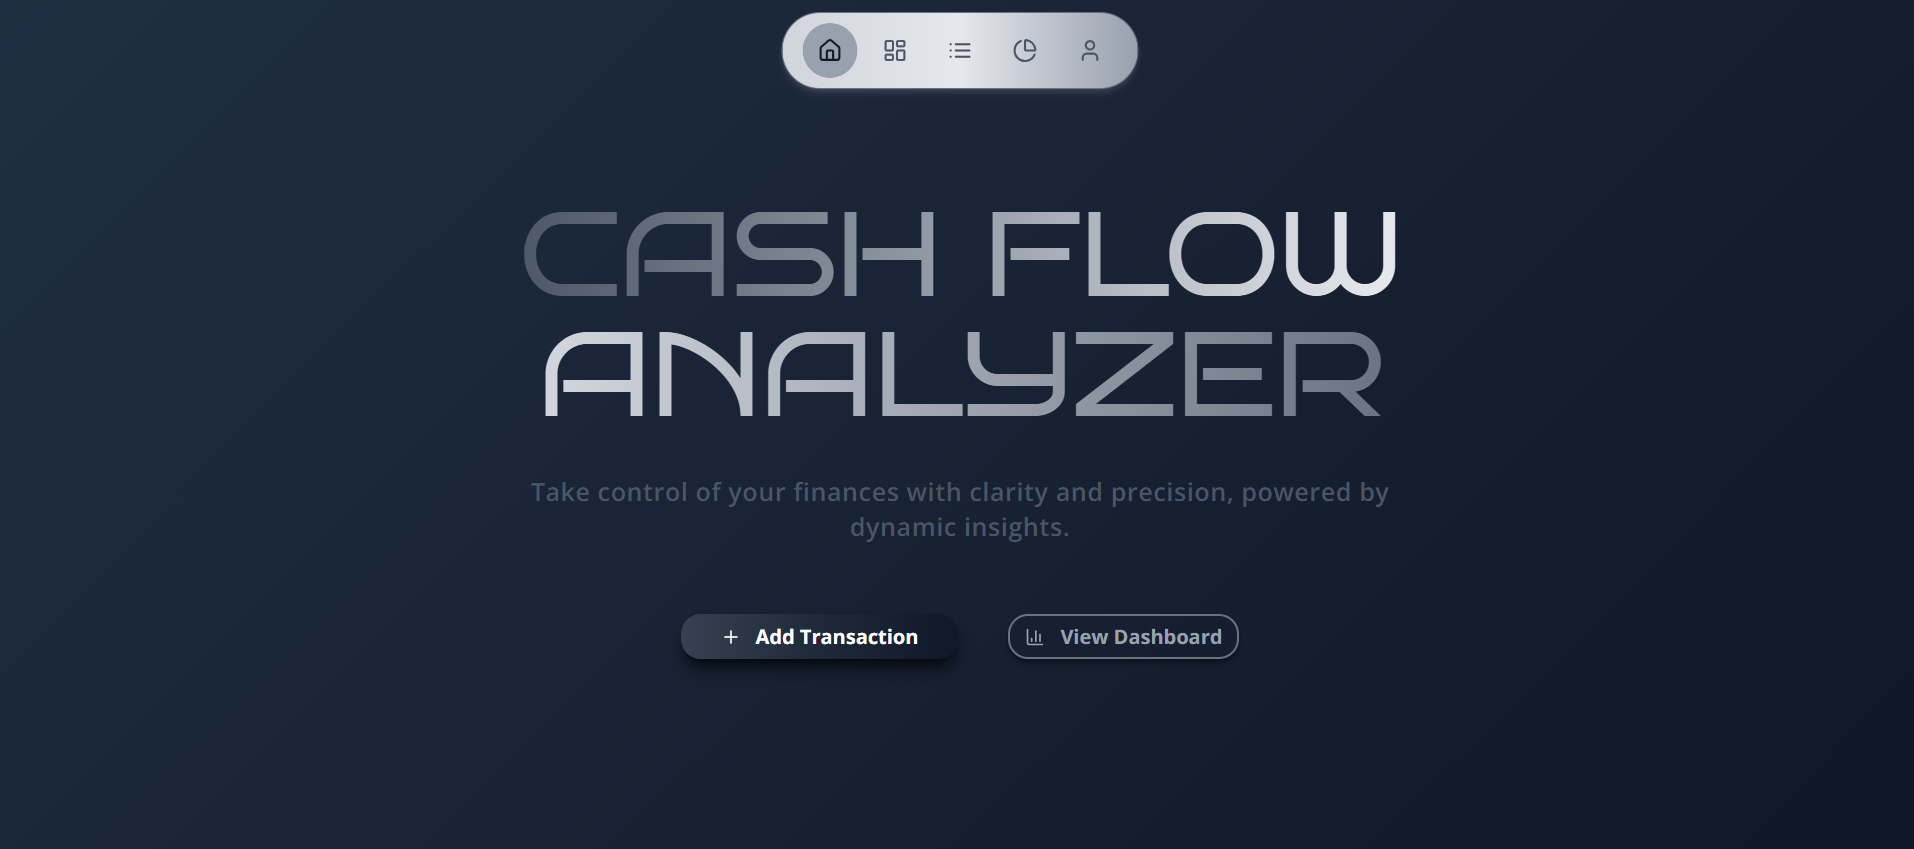 CASH FLOW
ANALYZER
Take control of your finances with clarity and precision, powered by
dynamic insights.
Add Transaction
View Dashboard